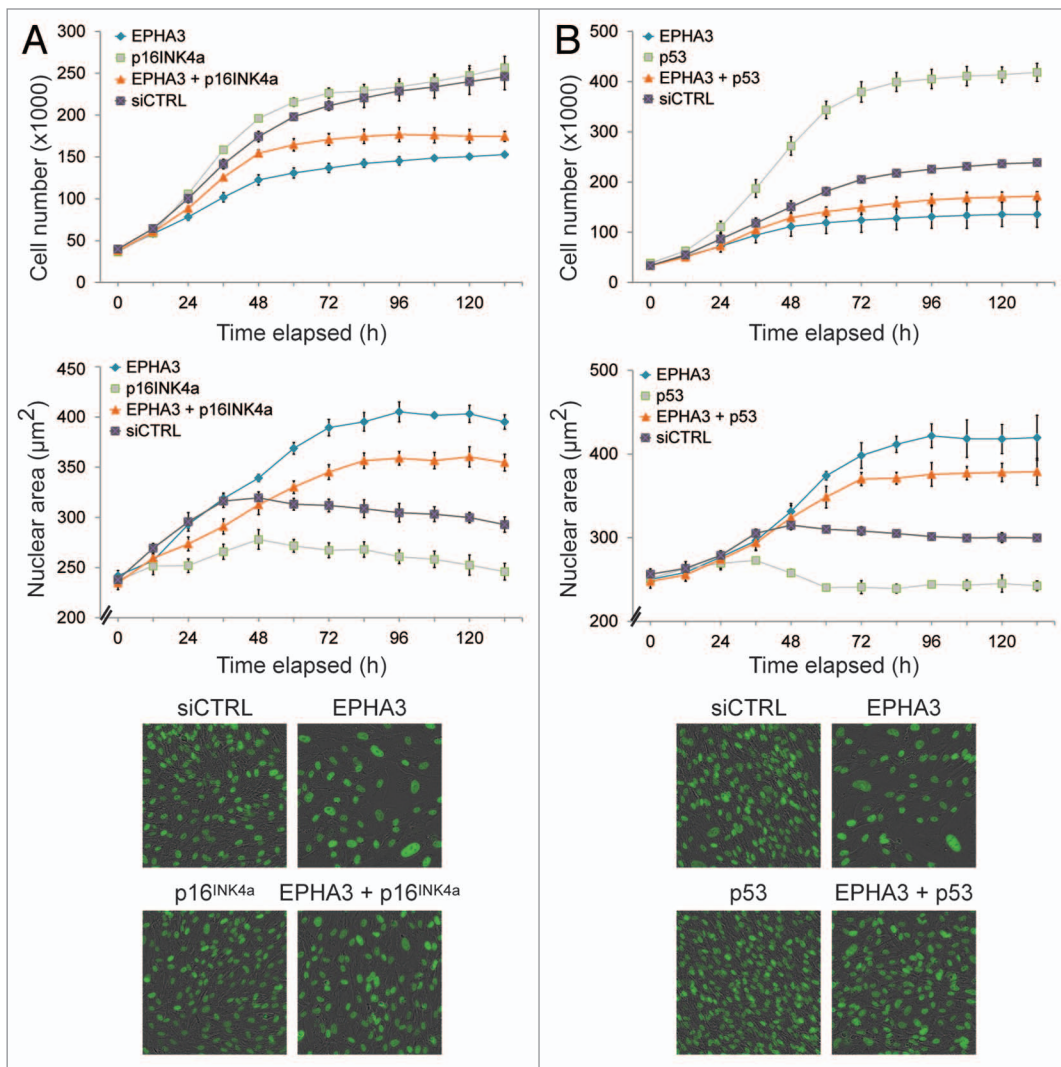 A
EPHA3
p16INK4a
EPHA3 + p16INK4a
siCTRL
Cell number (x1000)
300
250
200
150
100
50
0
0 24 48 72 96 120
Time elapsed (h)
EPHA3
p16INK4a
EPHA3 + p16INK4a
siCTRL
Nuclear area (µm²)
450
400
350
300
250
200
0 24 48 72 96 120
Time elapsed (h)
siCTRL EPHA3
p16INK4a EPHA3 + p16INK4a
B
EPHA3
p53
EPHA3 + p53
siCTRL
Cell number (x1000)
500
400
300
200
100
0
0 24 48 72 96 120
Time elapsed (h)
EPHA3
p53
EPHA3 + p53
siCTRL
Nuclear area (µm²)
500
400
300
200
0 24 48 72 96 120
Time elapsed (h)
siCTRL EPHA3
p53 EPHA3 + p53